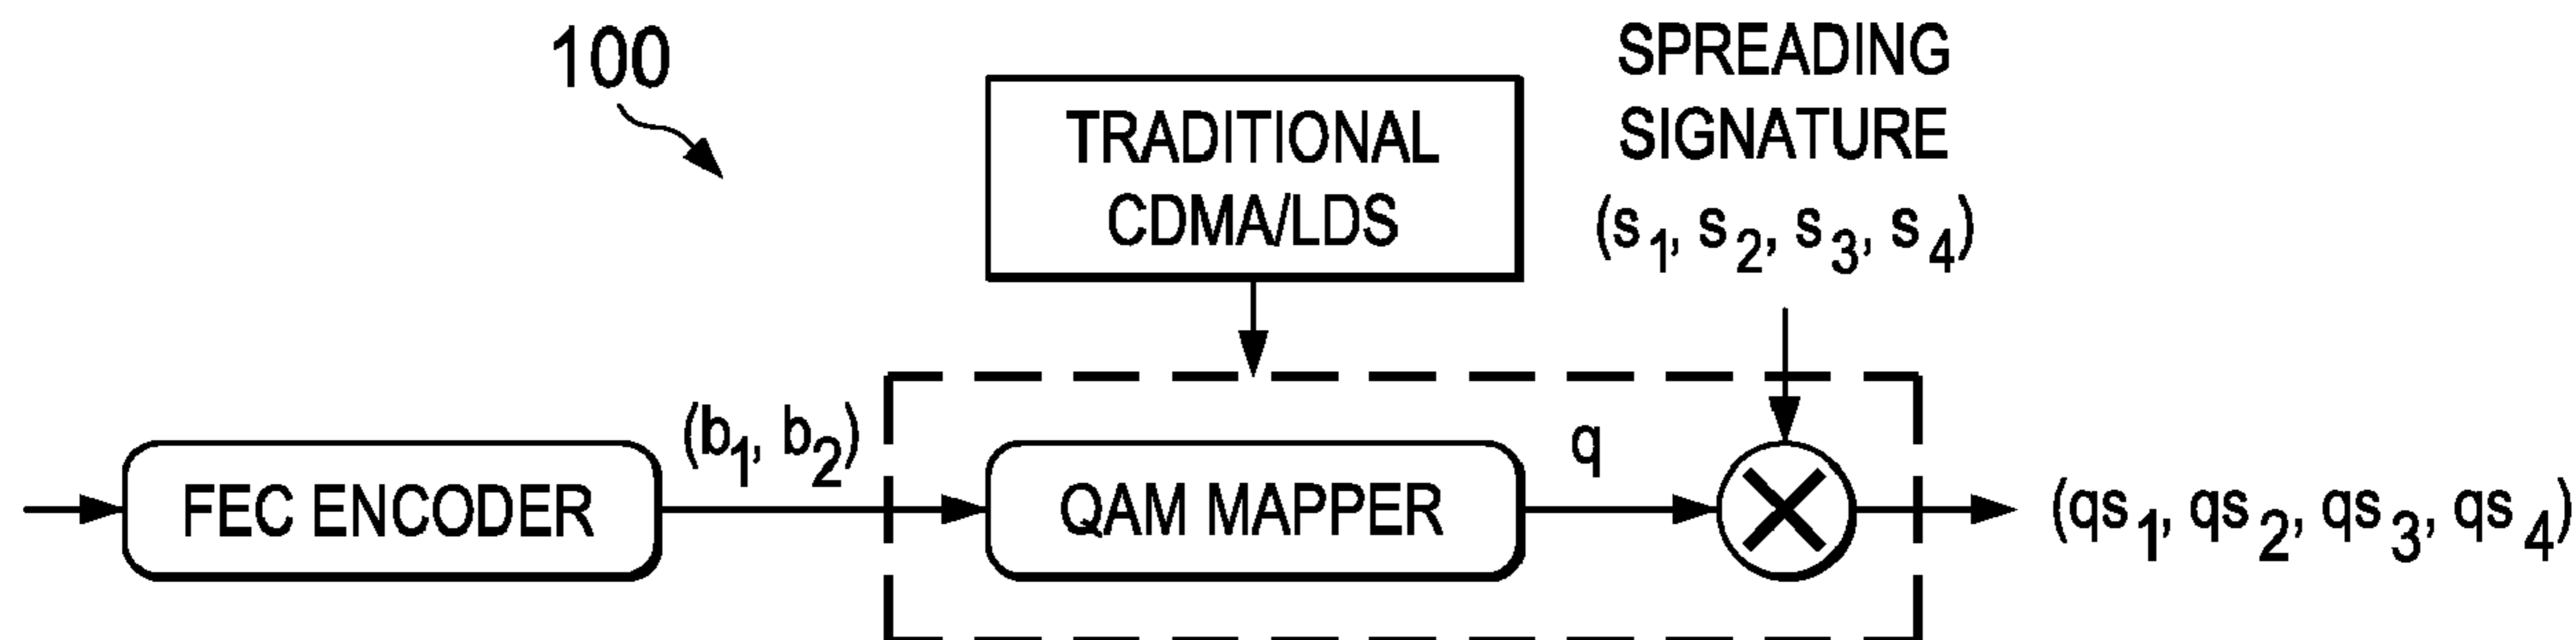 100
TRADITIONAL
CDMA/LDS
SPREADING
SIGNATURE
(s1, s2, s3, s4)
FEC ENCODER
(b1, b2)
QAM MAPPER
q
(qs1, qs2, qs3, qs4)